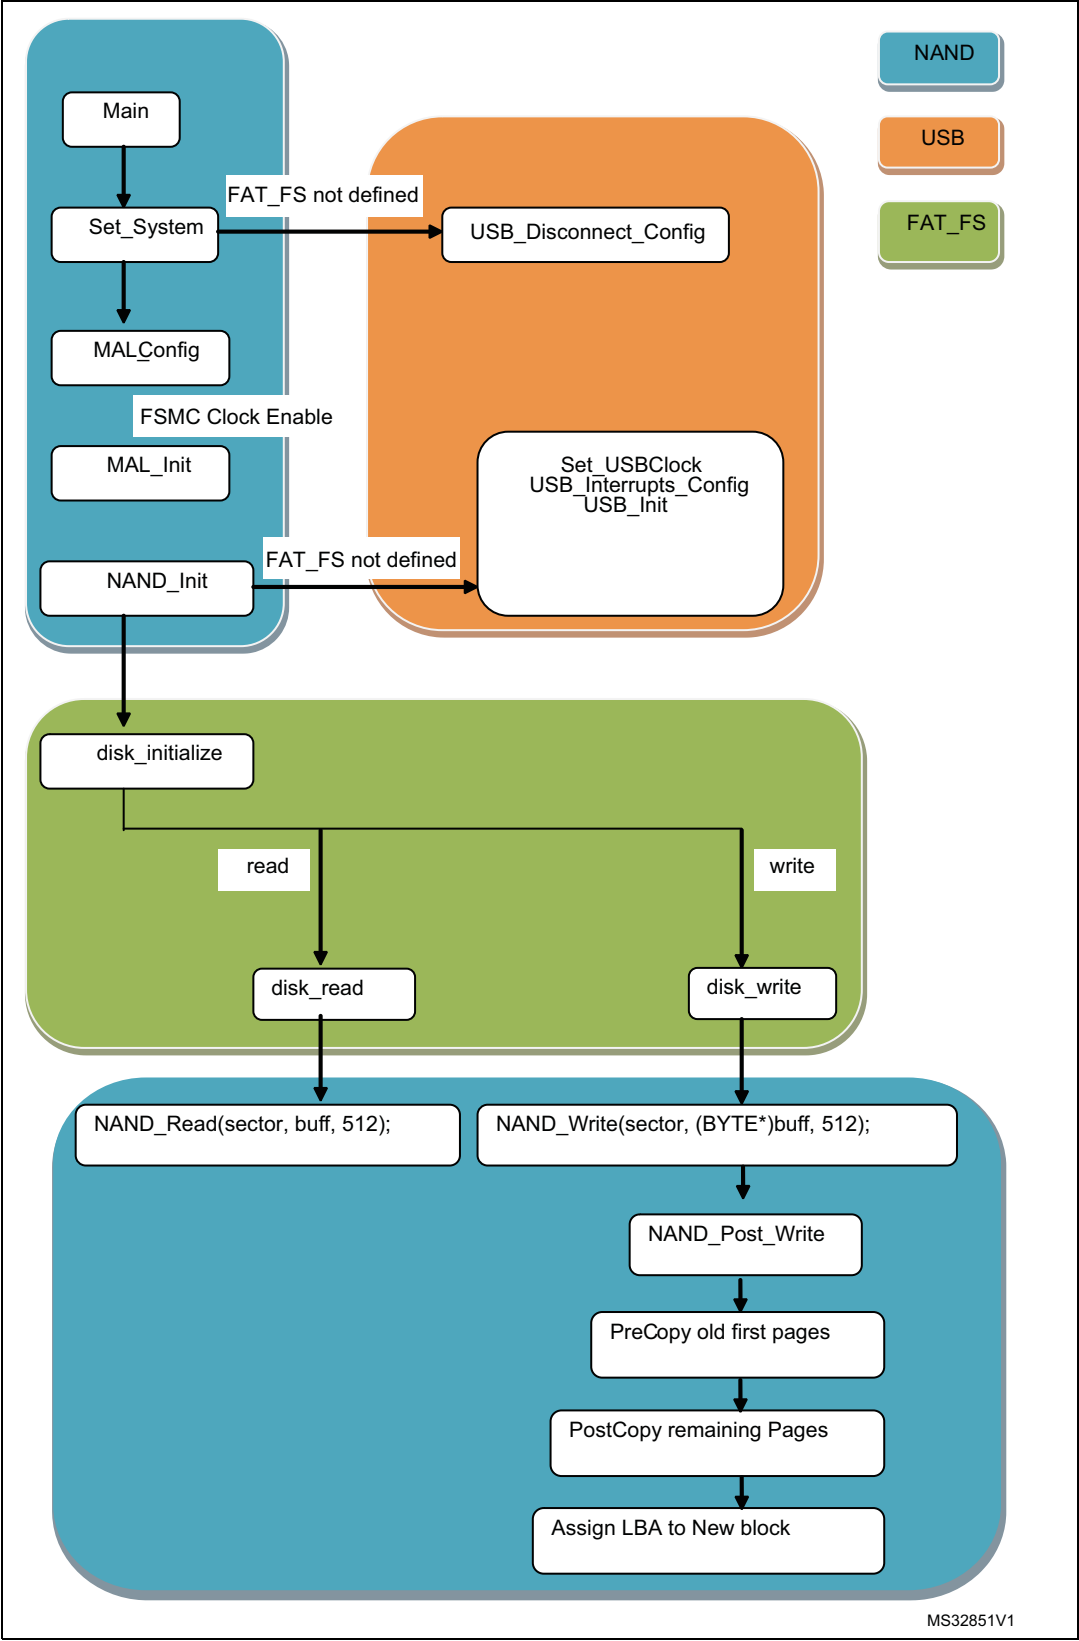 NAND
Main
USB
FAT_FS not defined
FAT_FS
Set_System
USB_Disconnect_Config
MAL_Config
FSMC Clock Enable
MAL_Init
Set_USBClock
USB_Interrupts_Config
USB_Init
FAT_FS not defined
NAND_Init
disk_initialize
read
write
disk_read
disk_write
NAND_Read(sector, buff, 512);
NAND_Write(sector, (BYTE*)buff, 512);
NAND_Post_Write
PreCopy old first pages
PostCopy remaining Pages
Assign LBA to New block
MS32851V1